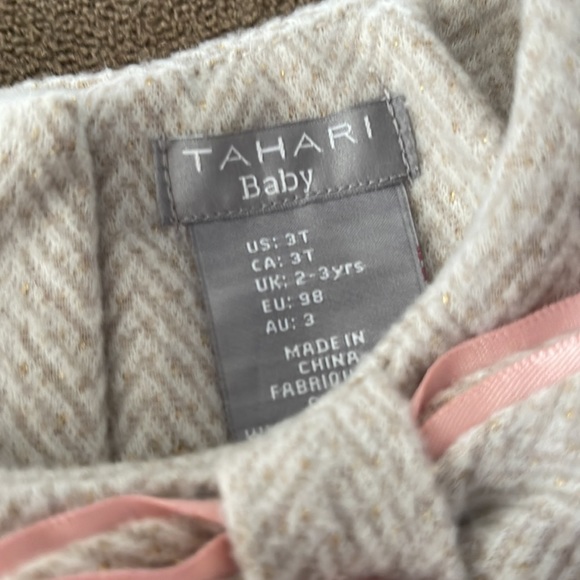 TAHARI
Baby
US: 3T
CA: 3T
UK: 2-3yrs
EU: 98
AU: 3
MADE IN
CHINA